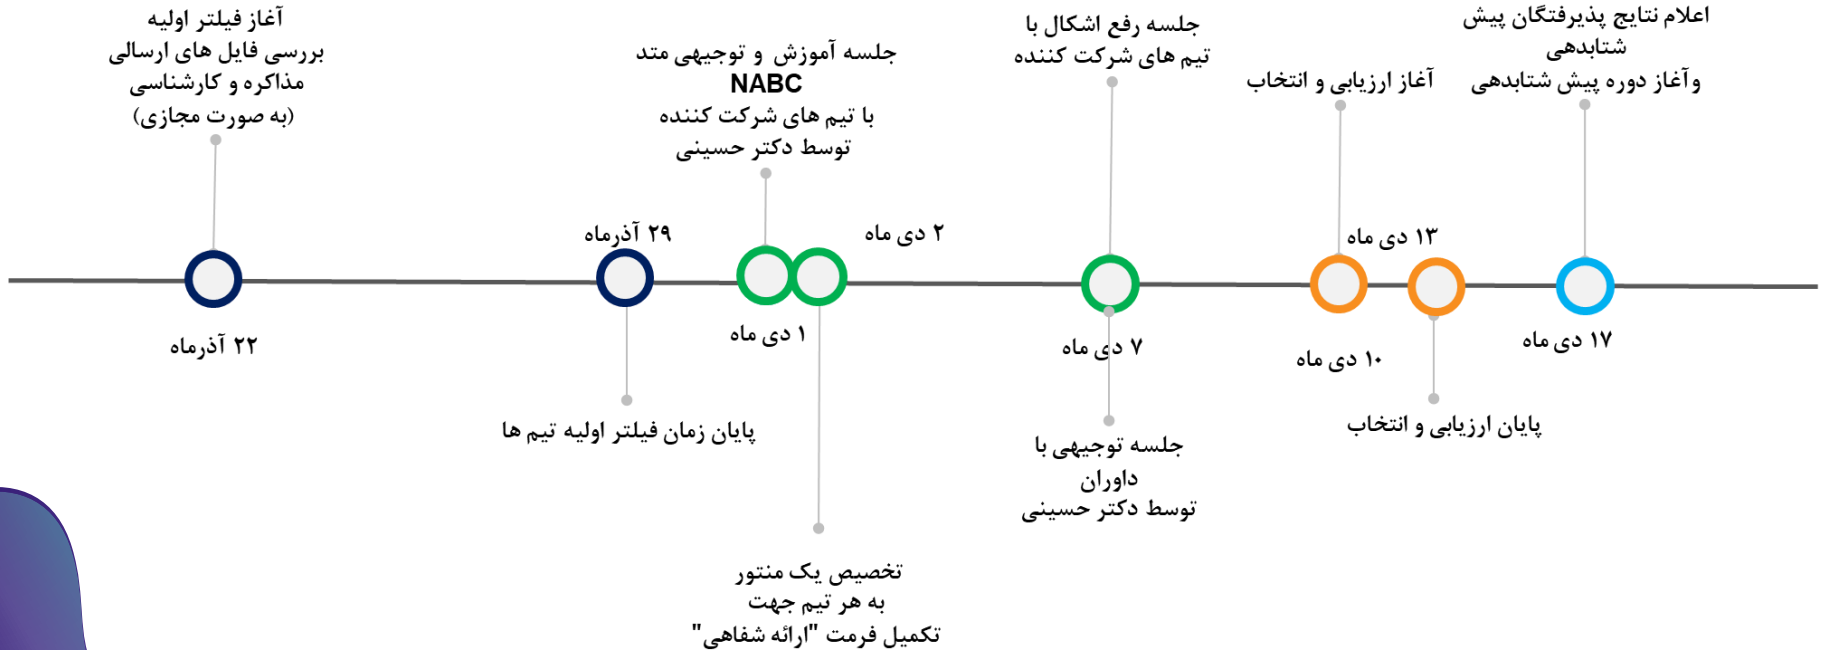 آغاز فیلتر اولیه
بررسی فایل های ارسالی
مذاکره و کارشناسی
(به صورت مجازی)
۲۲ آذرماه
۲۹ آذرماه
پایان زمان فیلتر اولیه تیم ها
جلسه آموزش و توجیهی متد
NABC
با تیم های شرکت کننده
توسط دکتر حسینی
۱ دی ماه
۲ دی ماه
تخصیص یک منتور
به هر تیم جهت
تکمیل فرمت "ارائه شفاهی"
جلسه رفع اشکال با
تیم های شرکت کننده
۷ دی ماه
جلسه توجیهی با
داوران
توسط دکتر حسینی
آغاز ارزیابی و انتخاب
۱۰ دی ماه
۱۳ دی ماه
پایان ارزیابی و انتخاب
اعلام نتایج پذیرفتگان پیش
شتابدهی
وآغاز دوره پیش شتابدهی
۱۷ دی ماه